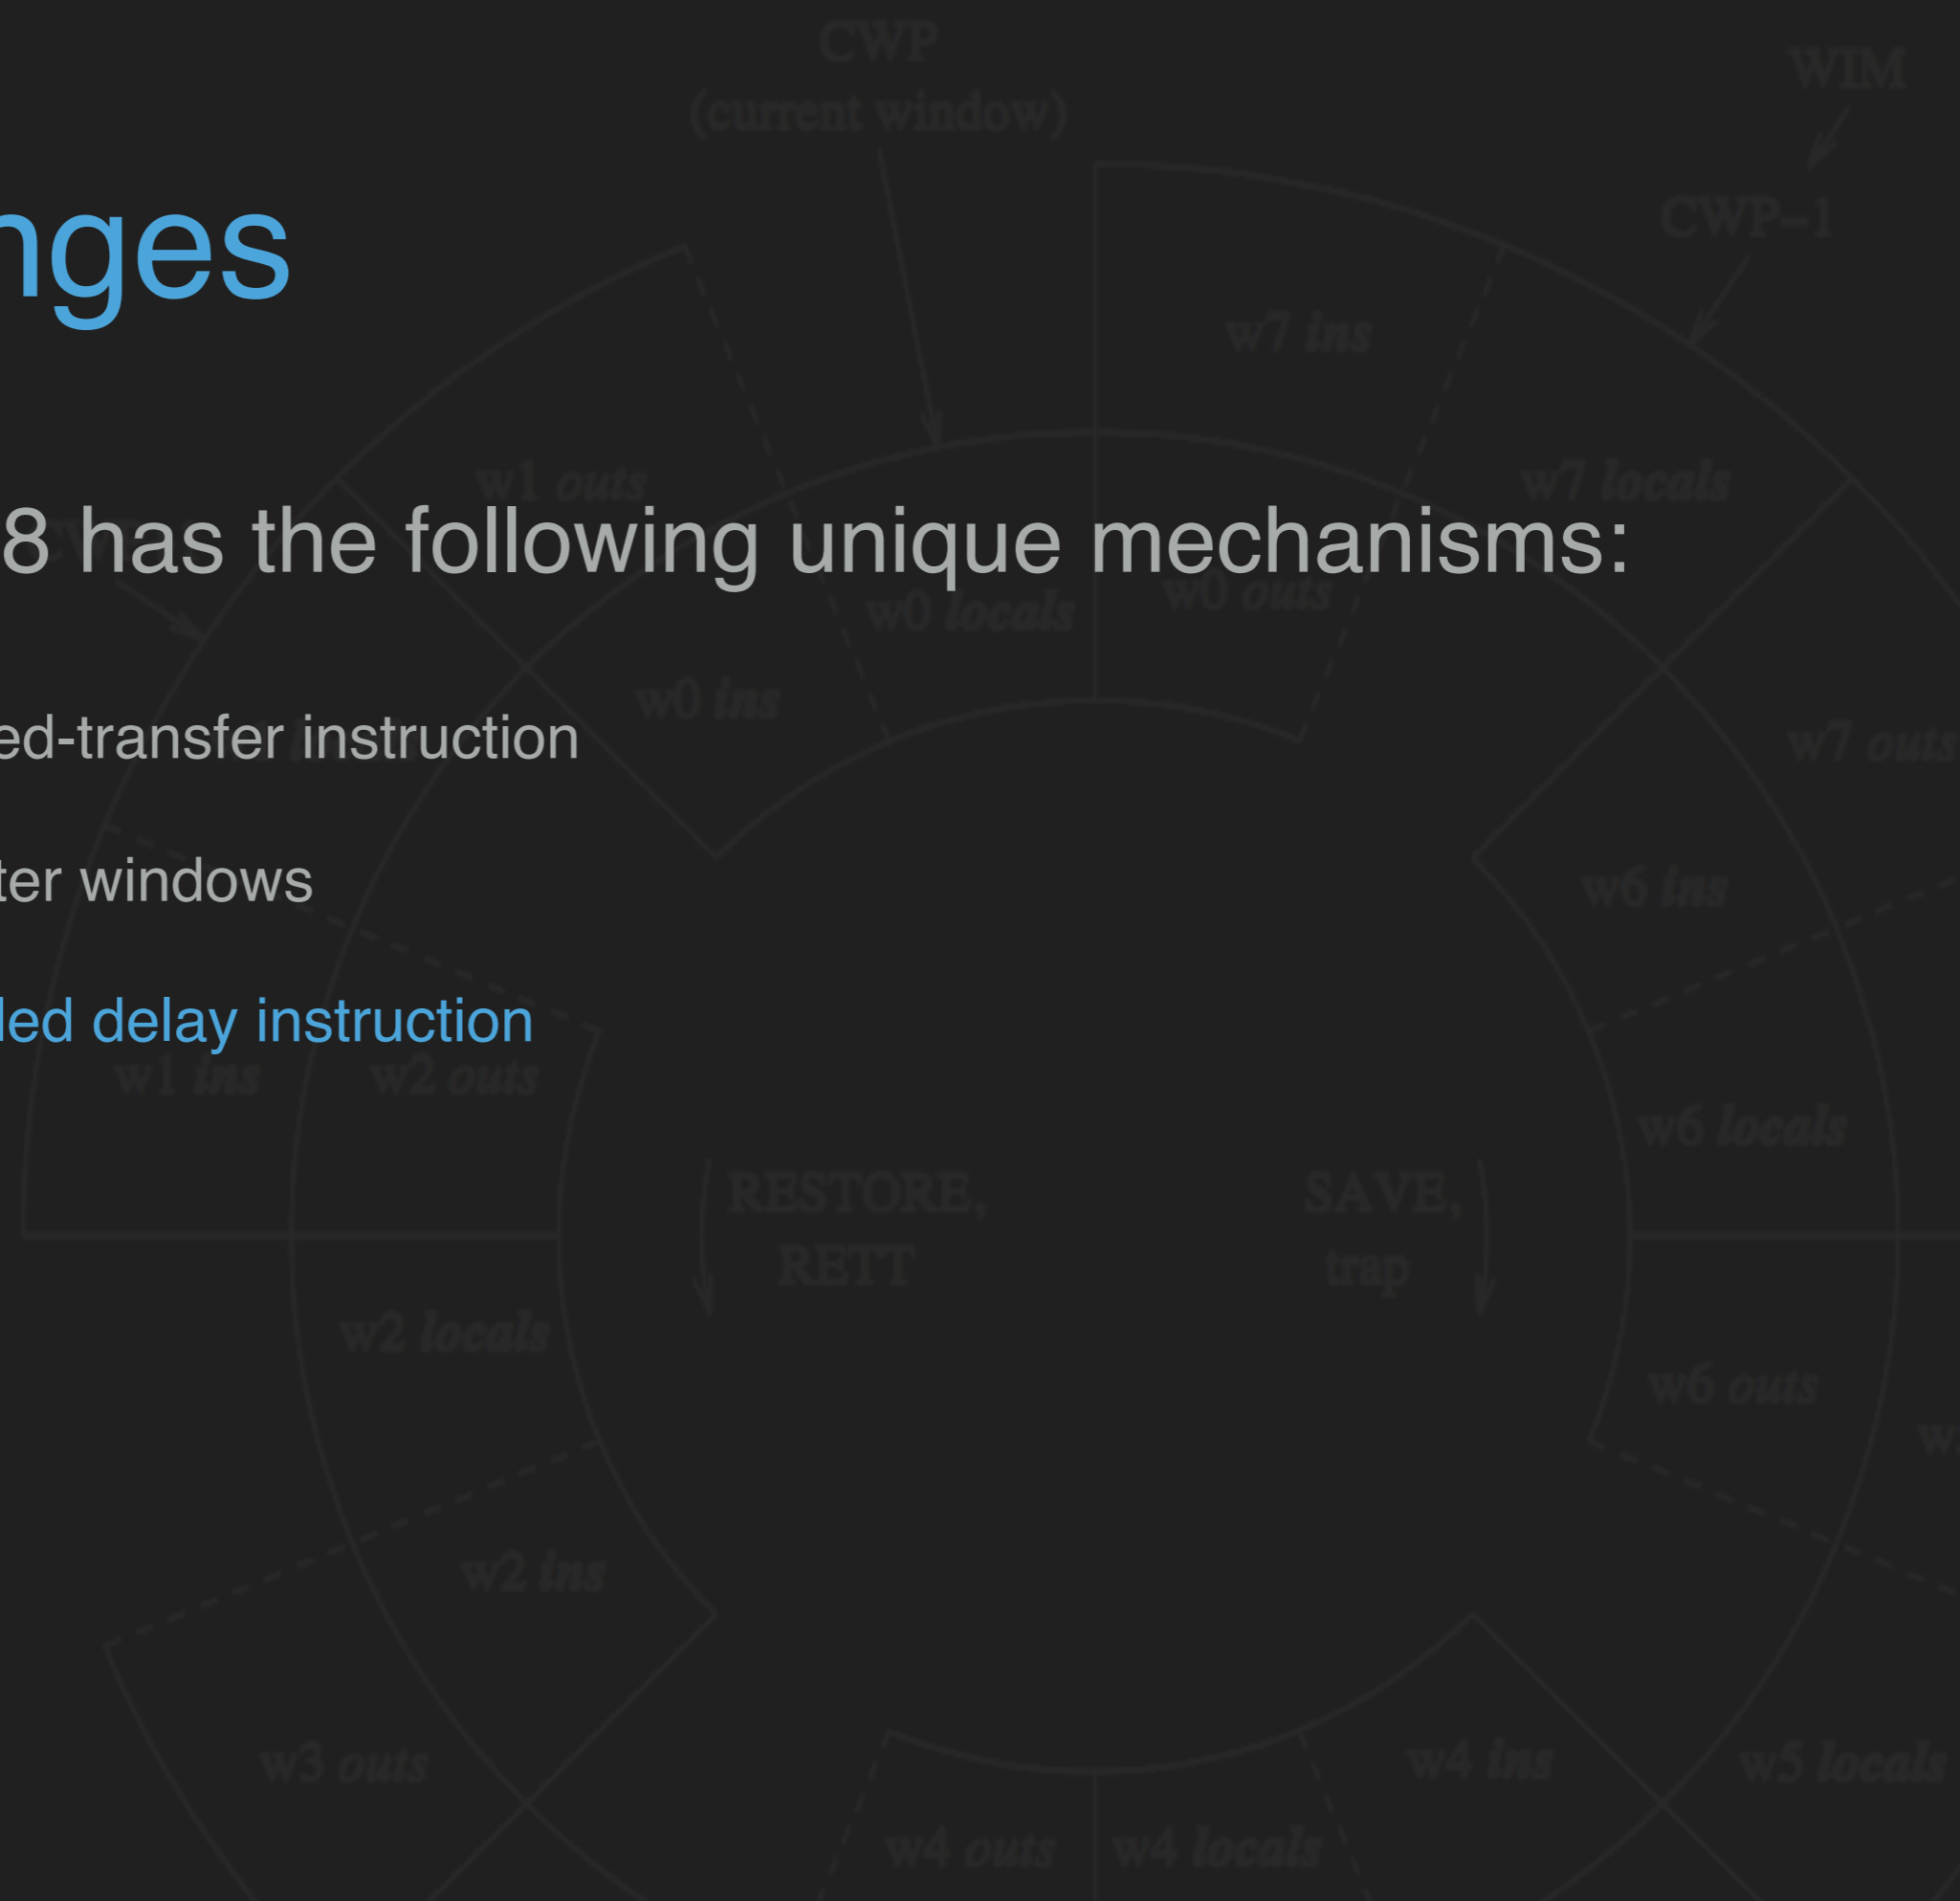 CWP
WIM
(current window)
CWP−1
nges
w7 ins
w1 outs
w7 locals
8 has the following unique mechanisms:
w0 locals
w0 outs
w0 ins
ed-transfer instruction
w7 outs
ter windows
w6 ins
led delay instruction
w1 ins
w2 outs
w6 locals
RESTORE,
SAVE,
RETT
trap
w2 locals
w6 outs
w2 ins
w3 outs
w4 ins
w5 locals
w4 outs
w4 locals